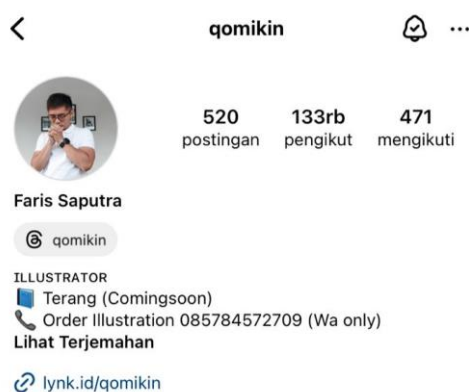 qomikin
520 133rb 471
postingan pengikut mengikuti
Faris Saputra
qomikin
ILLUSTRATOR
Terang (Comingsoon)
Order Illustration 085784572709 (Wa only)
Lihat Terjemahan
lynk.id/qomikin